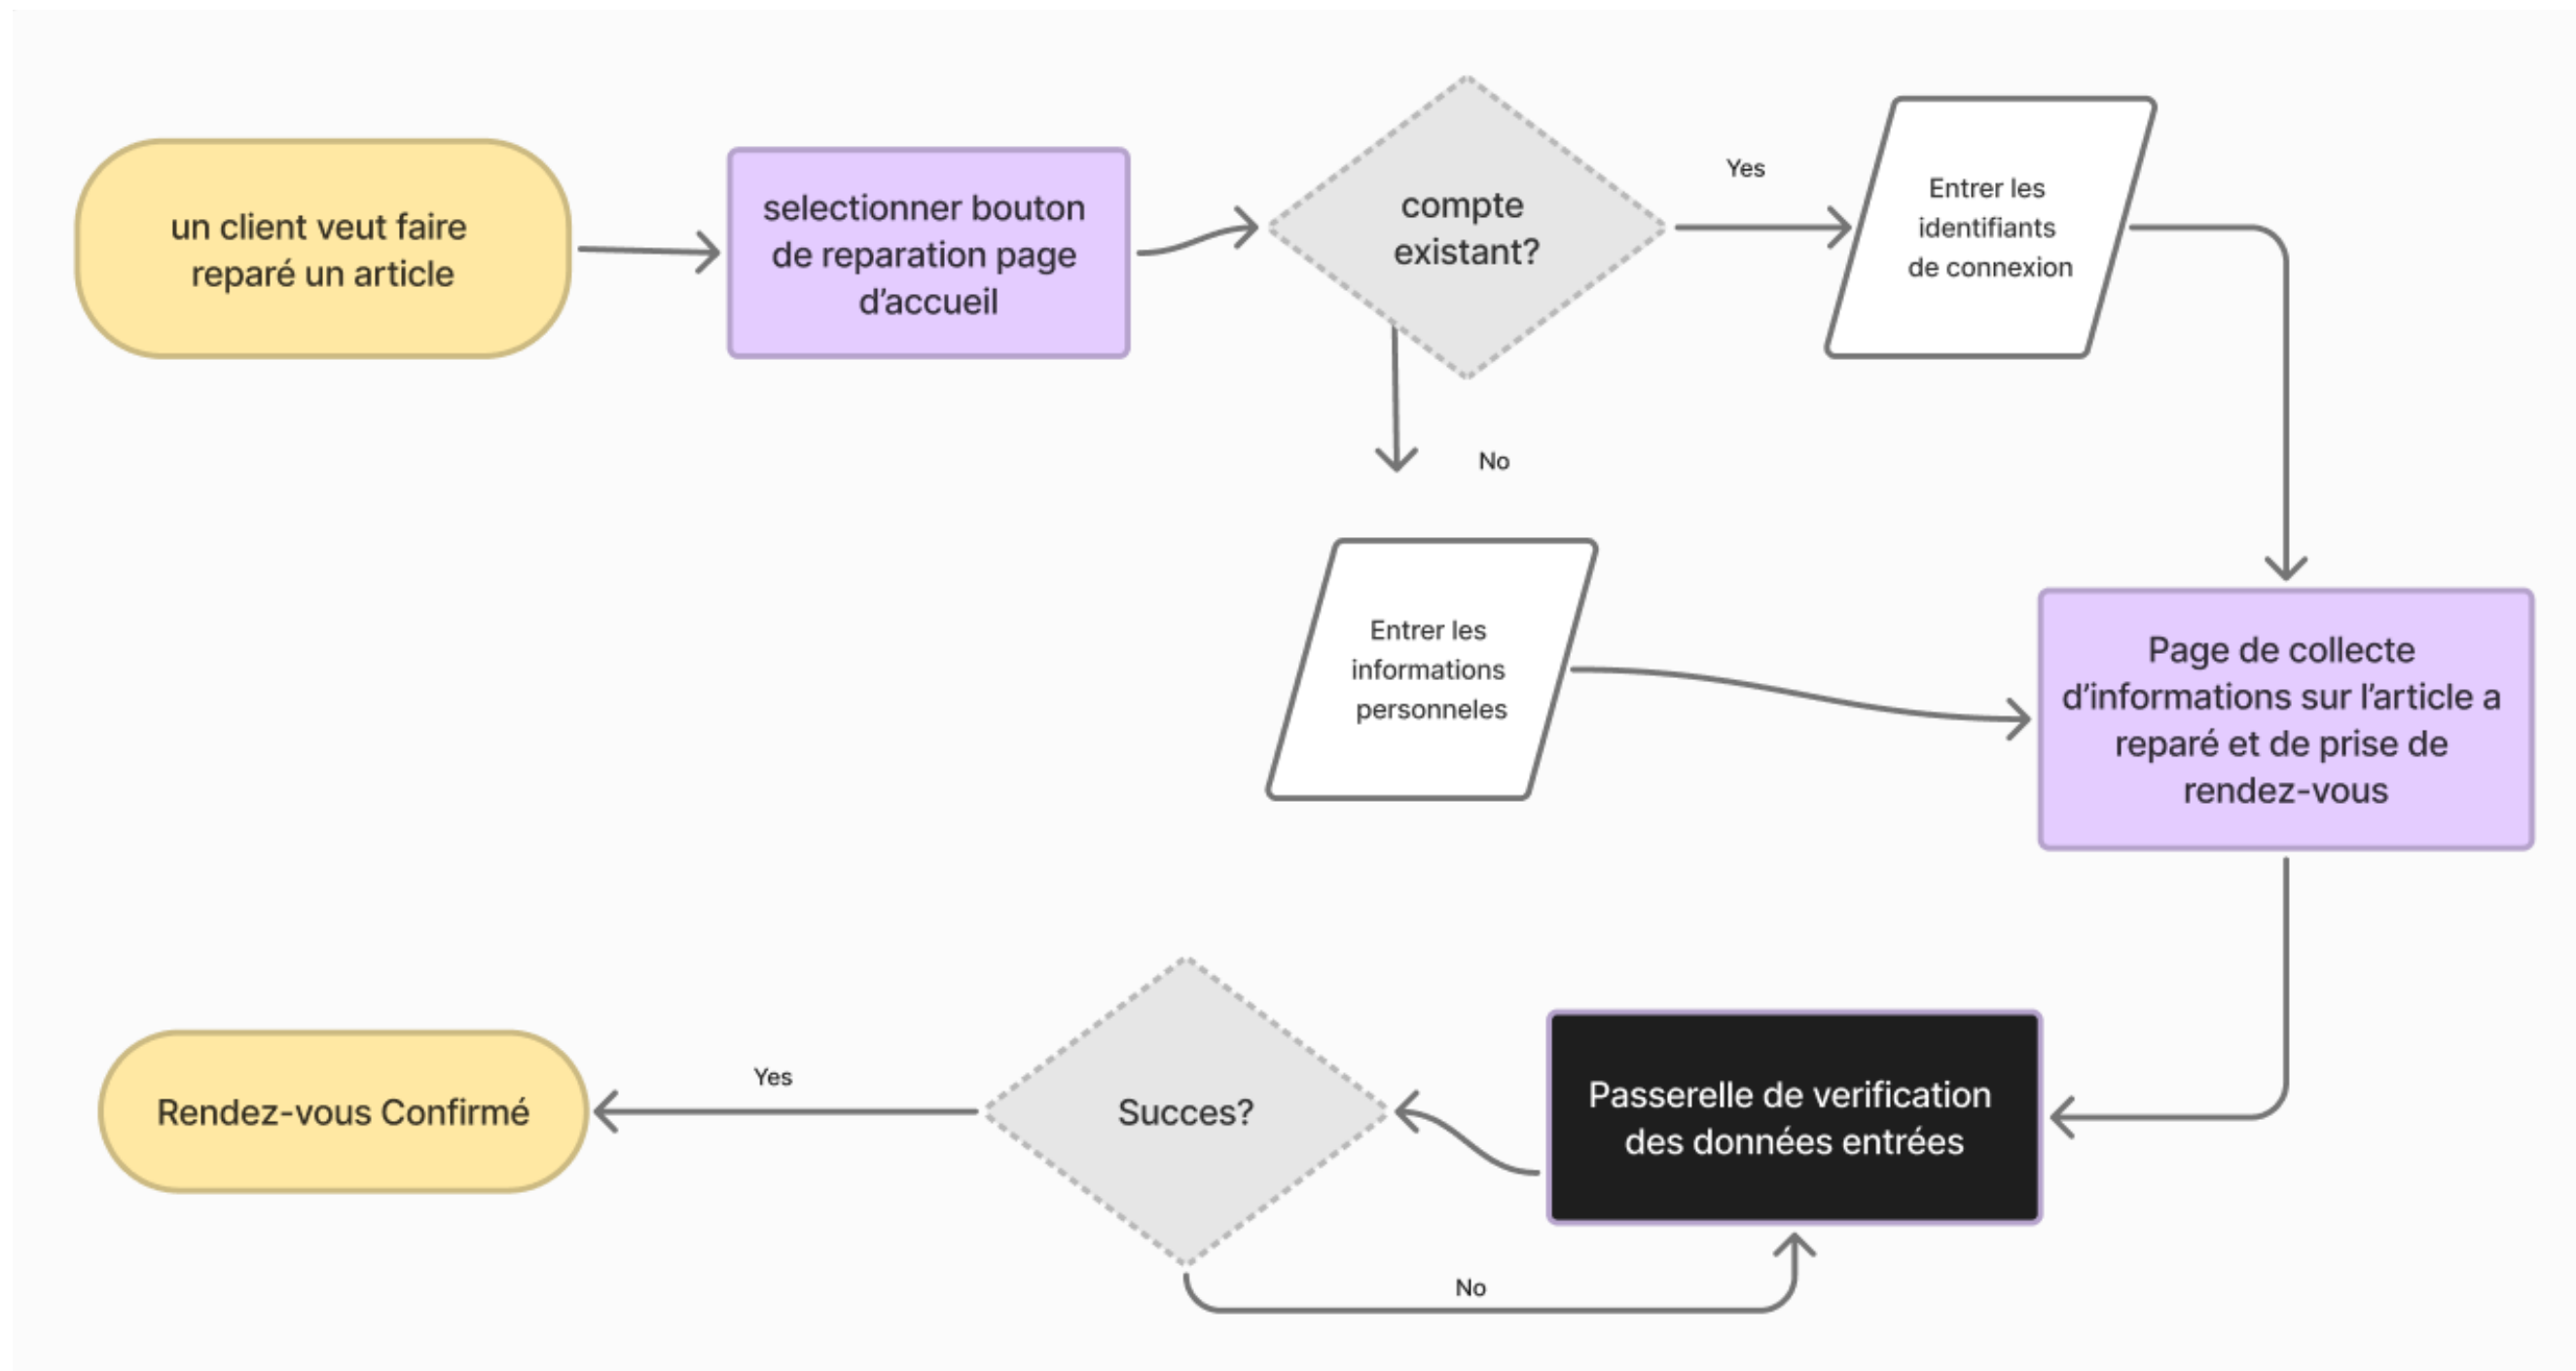 un client veut faire
reparé un article
selectionner bouton
de reparation page
d’accueil
compte
existant?
Yes
Entrer les
identifiants
de connexion
No
Entrer les
informations
personneles
Page de collecte
d’informations sur l’article a
reparé et de prise de
rendez-vous
Passerelle de verification
des données entrées
Succes?
No
Yes
Rendez-vous Confirmé